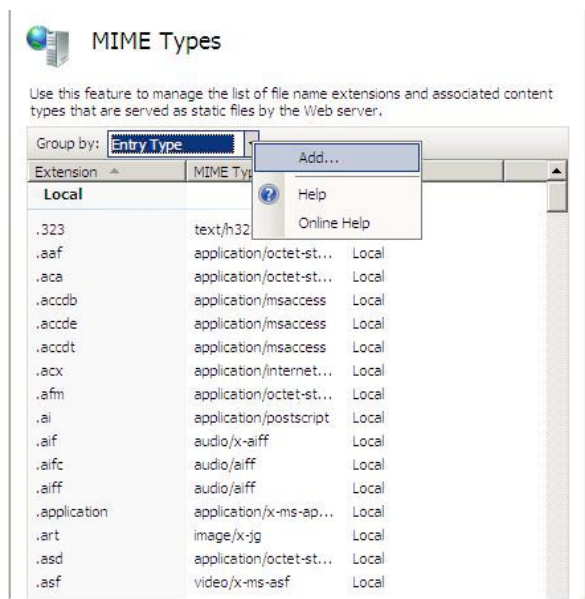 MIME Types
Use this feature to manage the list of file name extensions and associated content
types that are served as static files by the Web server.
Group by: Entry Type
Add...
Extension MIME Typ
Local
Help
Online Help
.323 text/h32
.aaf application/octet-st... Local
.aca application/octet-st... Local
.accdb application/msaccess Local
.accde application/msaccess Local
.accdt application/msaccess Local
.acx application/internet... Local
.afm application/octet-st... Local
.ai application/postscript Local
.aif audio/x-aiff Local
.aifc audio/aiff Local
.aiff audio/aiff Local
.application application/x-ms-ap... Local
.art image/x-jg Local
.asd application/octet-st... Local
.asf video/x-ms-asf Local